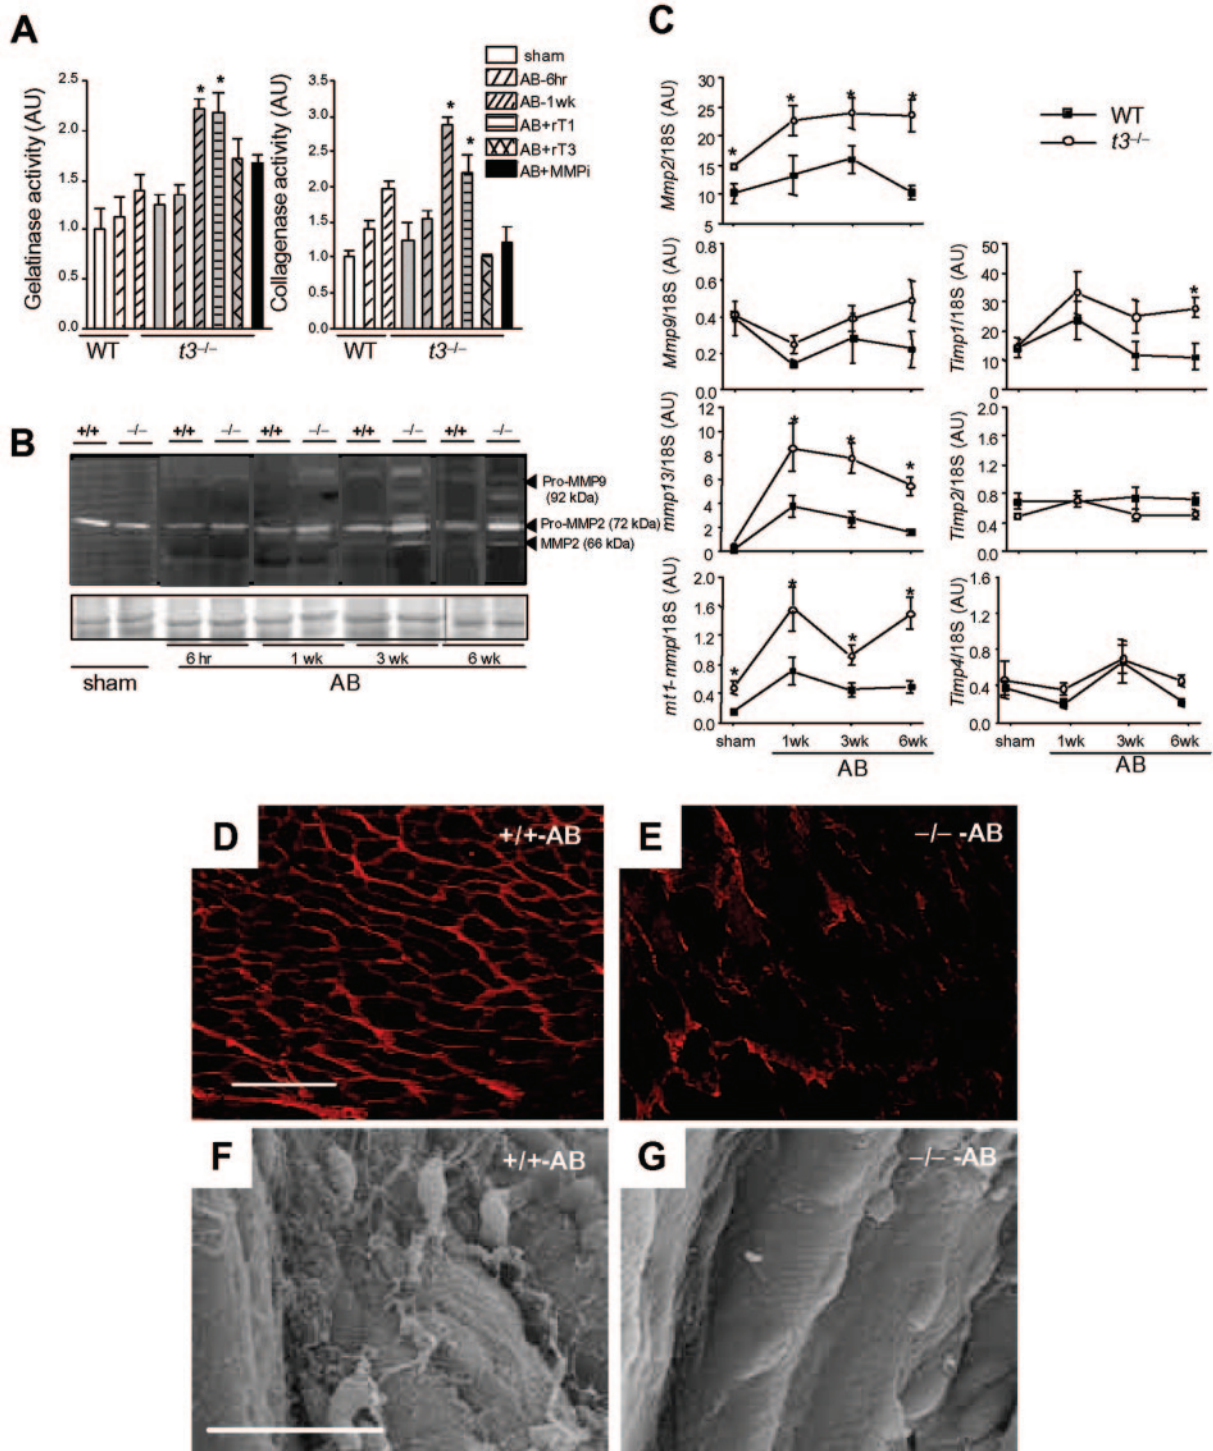 A
sham
AB-6hr
AB-1wk
AB+rT1
AB+rT3
AB+MMPi
Gelatinase activity (AU)
2.5
2.0
1.5
1.0
0.5
0.0
* *
WT
t3–/–
Collagenase activity (AU)
3.5
3.0
2.5
2.0
1.5
1.0
0.5
0.0
* *
WT
t3–/–
B
+/+ –/– +/+ –/– +/+ –/– +/+ –/– +/+ –/–
Pro-MMP9
(92 kDa)
Pro-MMP2 (72 kDa)
MMP2 (66 kDa)
6 hr 1 wk 3 wk 6 wk
sham AB
C
WT
t3–/–
Mmp2/18S (AU)
30
25
20
15
10
5
* * * *
Mmp9/18S (AU)
0.8
0.6
0.4
0.2
0.0
mmp13/18S (AU)
12
10
8
6
4
2
0
* * *
mt1-mmp/18S (AU)
2.0
1.6
1.2
0.8
0.4
0.0
* * * *
sham 1wk 3wk 6wk
AB
Timp1/18S (AU)
50
40
30
20
10
0
*
Timp2/18S (AU)
2.0
1.6
1.2
0.8
0.4
0.0
Timp4/18S (AU)
1.6
1.2
0.8
0.4
0.0
sham 1wk 3wk 6wk
AB
D +/+-AB
E –/– -AB
F +/+-AB
G –/– -AB